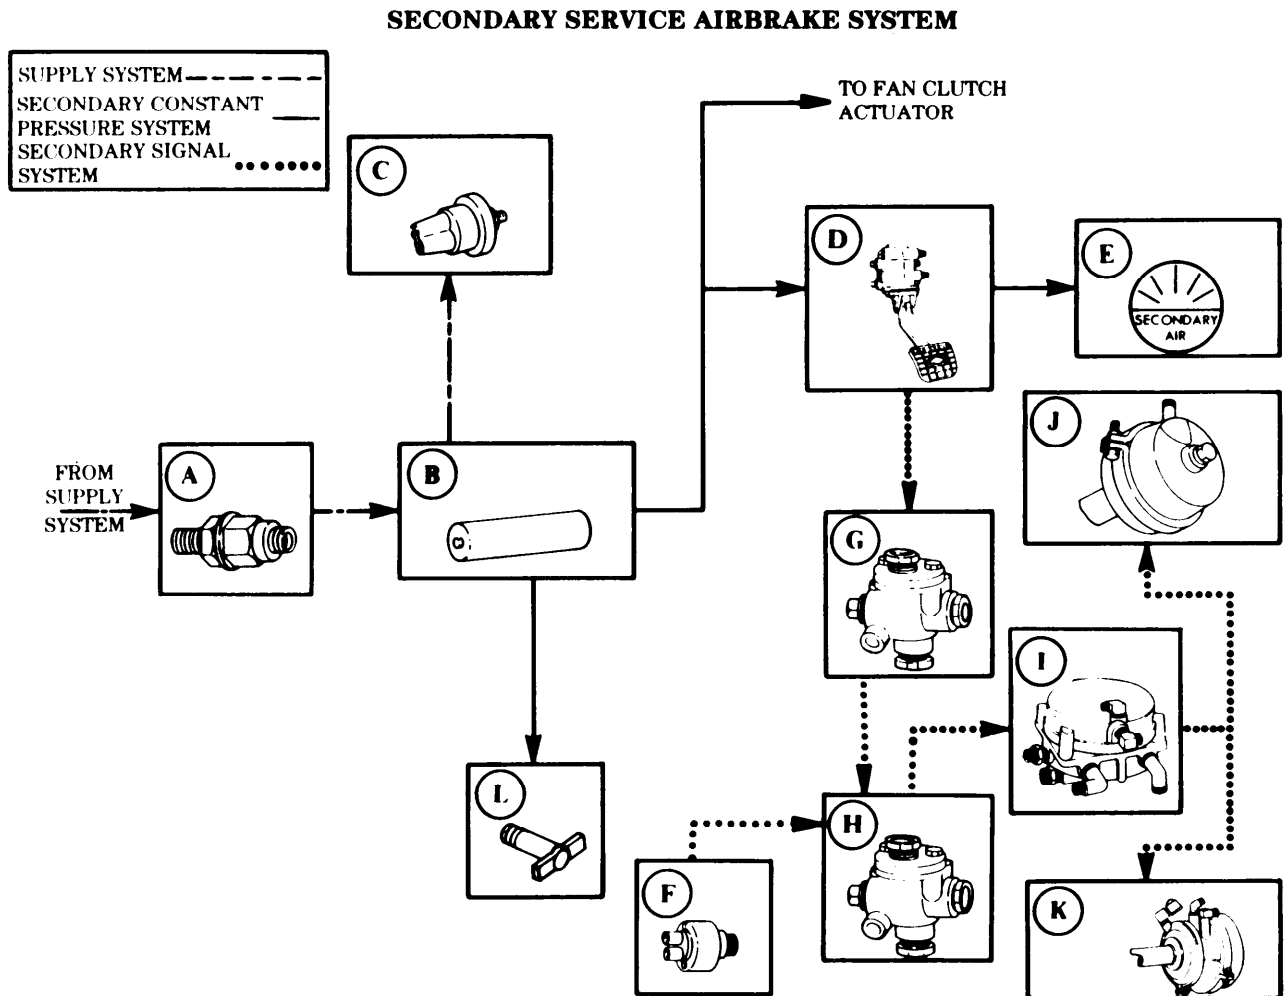 SECONDARY SERVICE AIRBRAKE SYSTEM
SUPPLY SYSTEM
SECONDARY CONSTANT
PRESSURE SYSTEM
SECONDARY SIGNAL
SYSTEM
TO FAN CLUTCH
ACTUATOR
C
D
E
SECONDARY
AIR
J
FROM
SUPPLY
SYSTEM
A
B
G
I
L
H
F
K